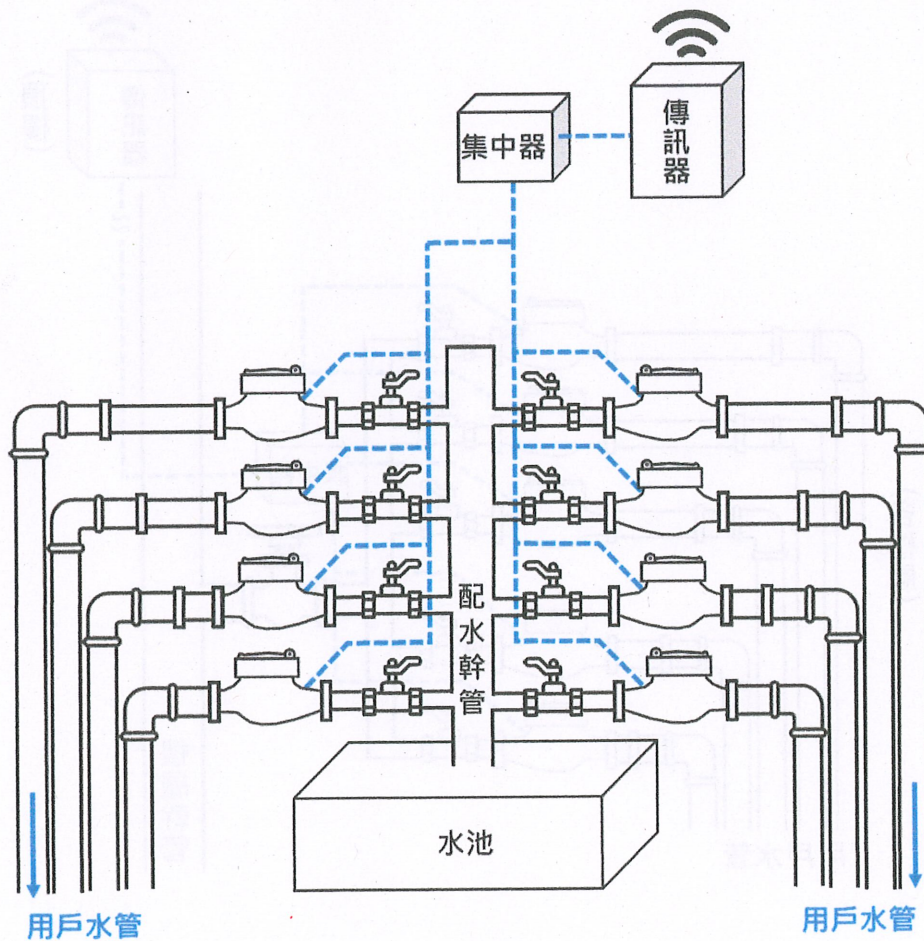 集中器
傳訊器
配水幹管
水池
用戶水管
用戶水管